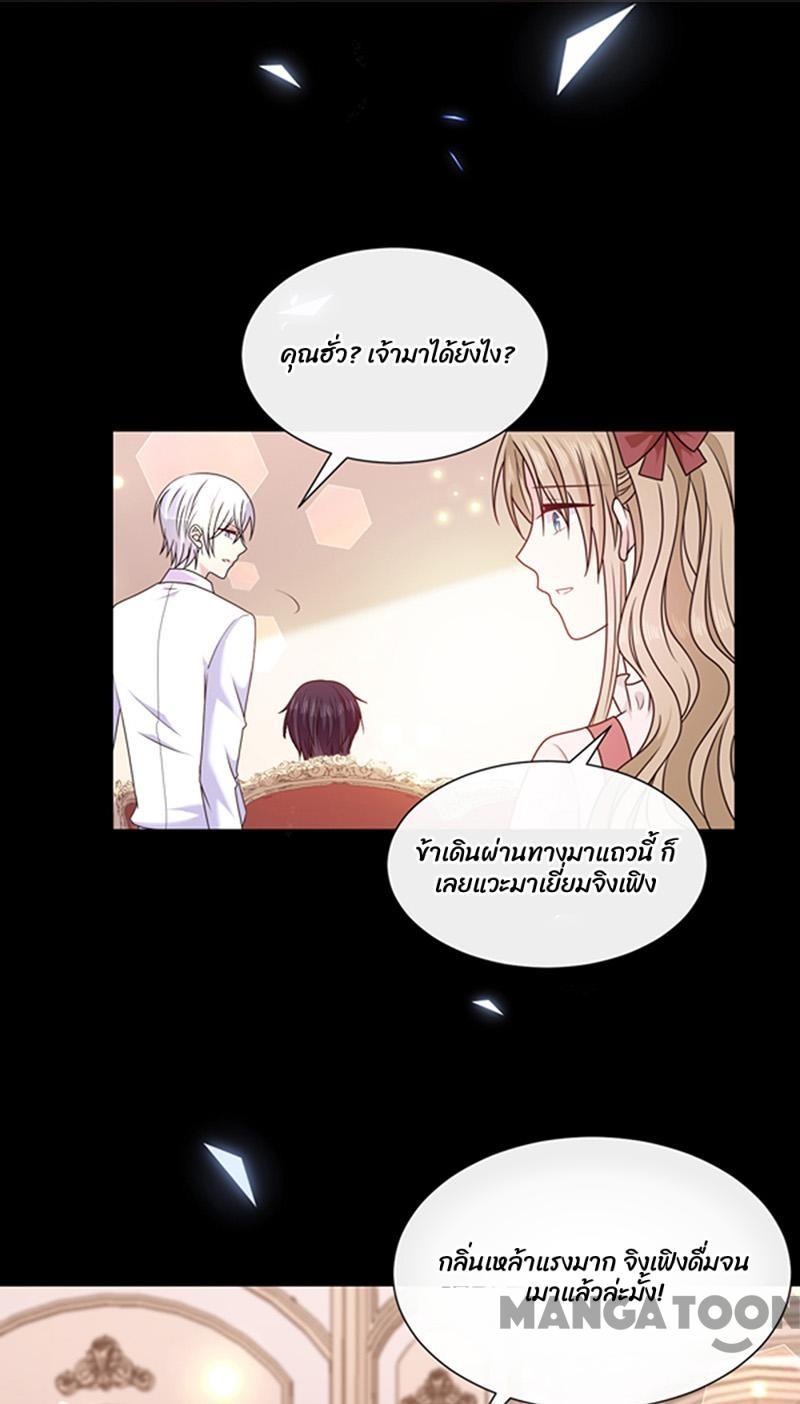 คุณฮั่ว? เจ้ามาได้ยังไง?
ข้าเดินผ่านทางมาแถวนี้ ก็
เลยแวะมาเยี่ยมจิงเฟิง
กลิ่นเหล้าแรงมาก จิงเฟิงดื่มจน
เมาแล้วล่ะมั้ง!
MANGATOON